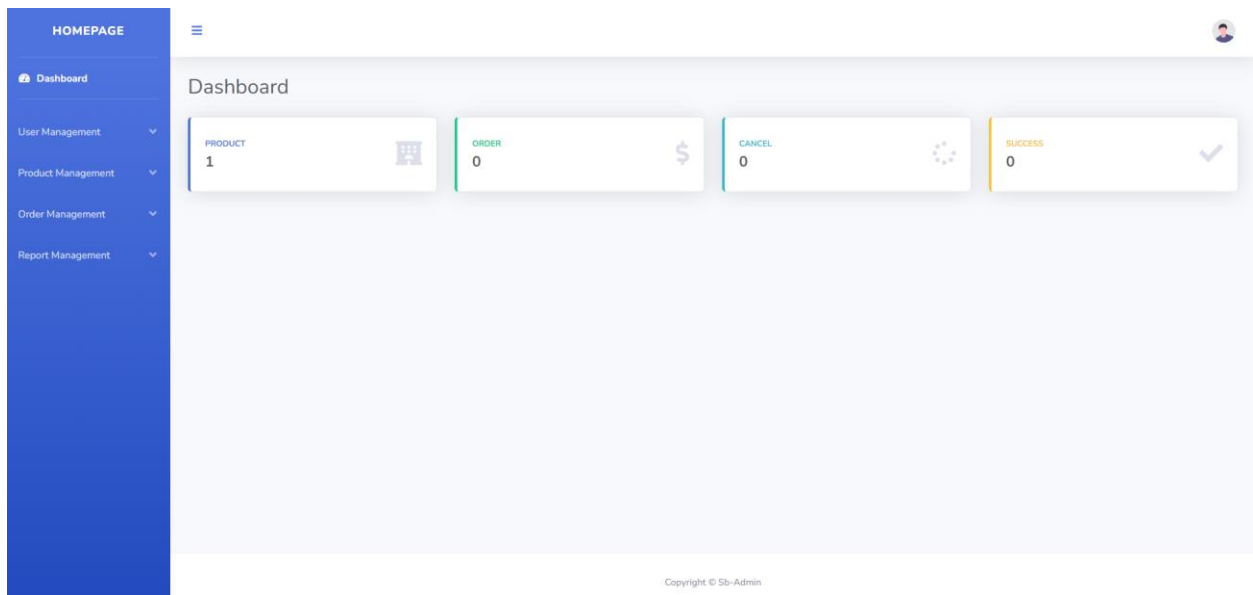 HOMEPAGE
Dashboard
User Management
Product Management
Order Management
Report Management
Dashboard
PRODUCT
1
ORDER
0
$
CANCEL
0
SUCCESS
0
Copyright © Sb-Admin